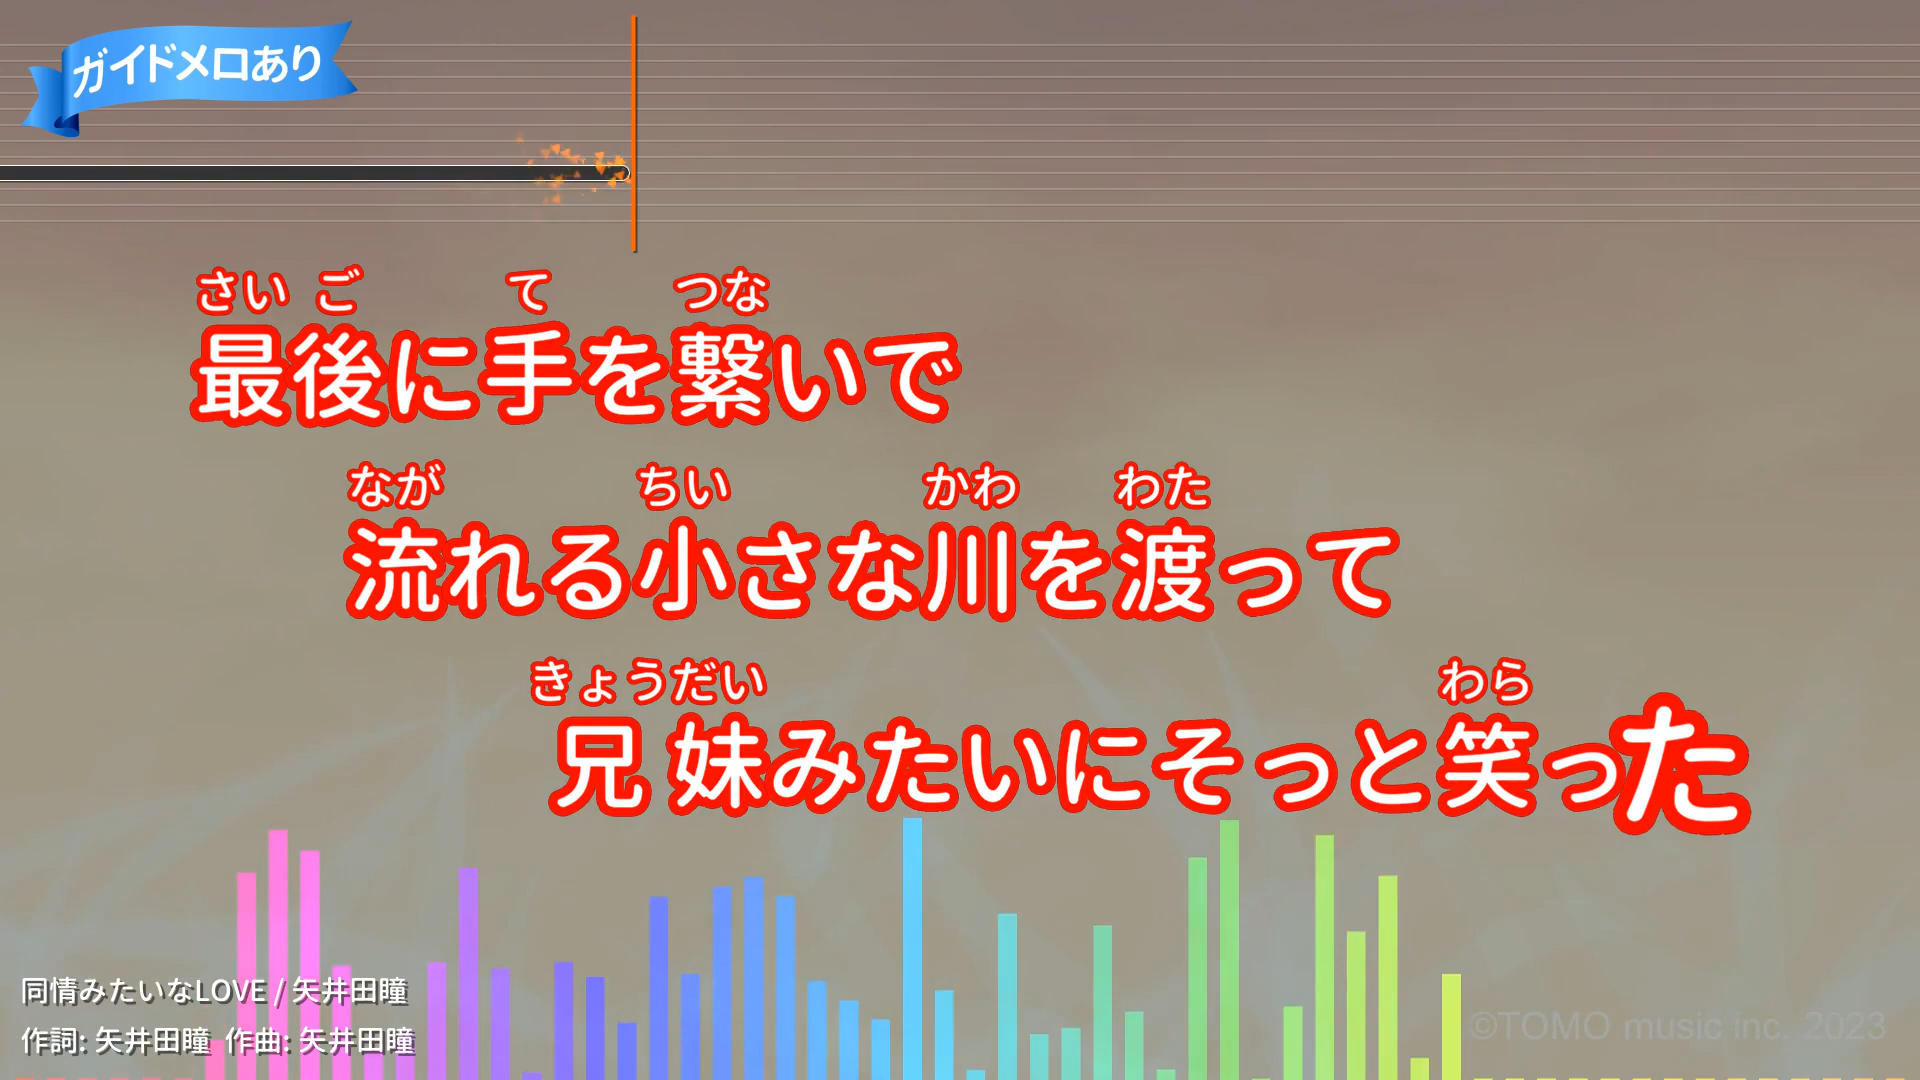 ガイドメロあり
さいご て つな
最後に手を繋いで
なが ちい かわ わた
流れる小さな川を渡って
きょうだい わら
兄妹みたいにそっと笑った
同情みたいなLOVE / 矢井田瞳
作詞: 矢井田瞳 作曲: 矢井田瞳
©TOMO music inc. 2023